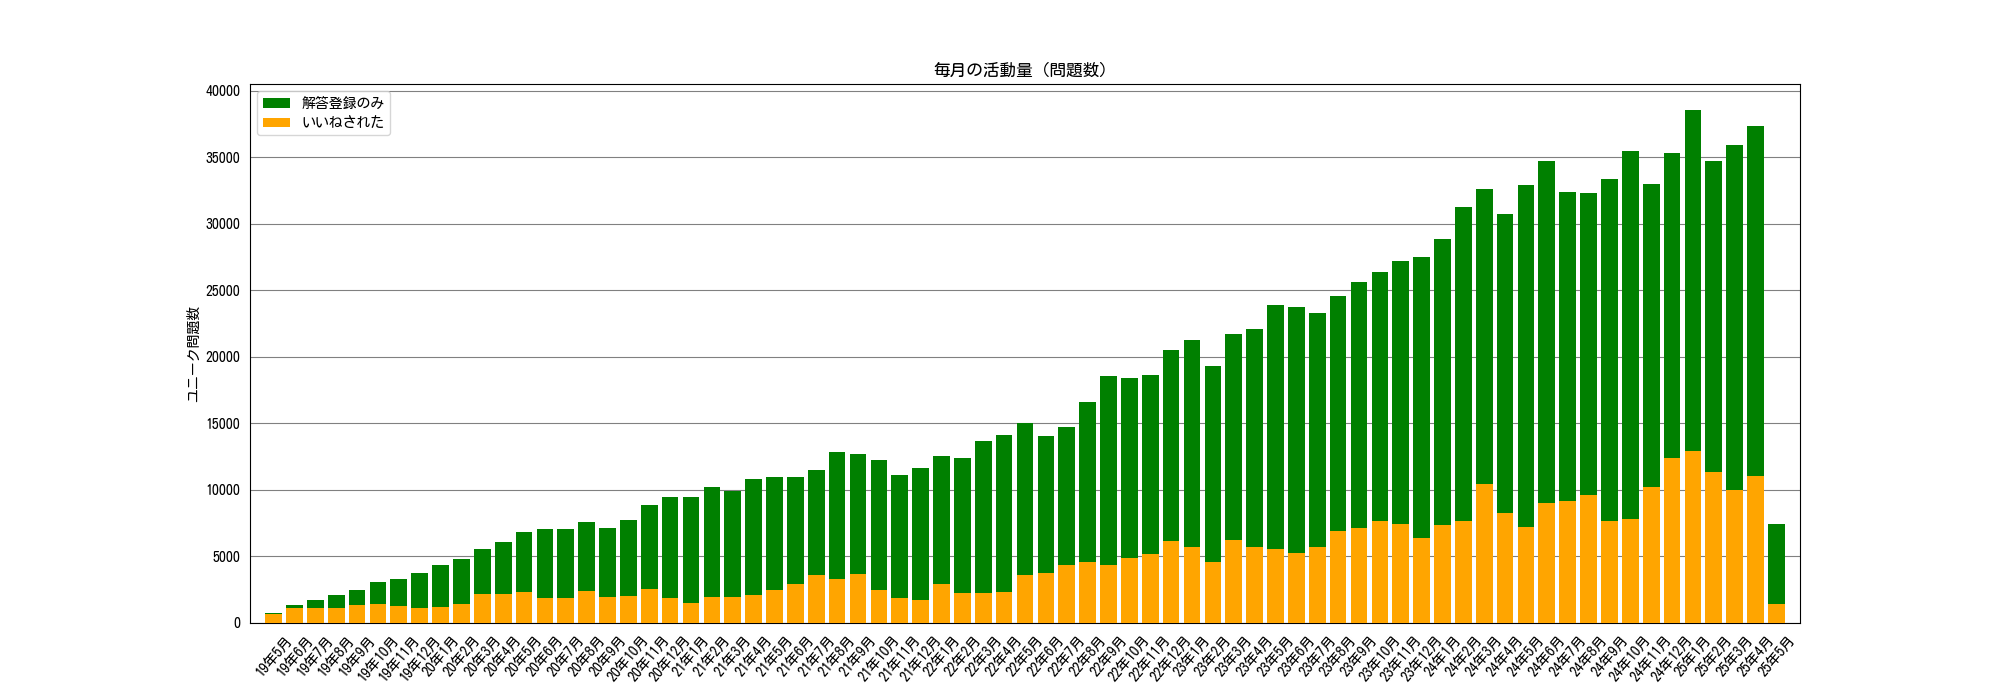 毎月の活動量（問題数）
解答登録のみ
いいねされた
ユニーク問題数
40000
35000
30000
25000
20000
15000
10000
5000
0
19年5月
19年6月
19年7月
19年8月
19年9月
19年10月
19年11月
19年12月
20年1月
20年2月
20年3月
20年4月
20年5月
20年6月
20年7月
20年8月
20年9月
20年10月
20年11月
20年12月
21年1月
21年2月
21年3月
21年4月
21年5月
21年6月
21年7月
21年8月
21年9月
21年10月
21年11月
21年12月
22年1月
22年2月
22年3月
22年4月
22年5月
22年6月
22年7月
22年8月
22年9月
22年10月
22年11月
22年12月
23年1月
23年2月
23年3月
23年4月
23年5月
23年6月
23年7月
23年8月
23年9月
23年10月
23年11月
23年12月
24年1月
24年2月
24年3月
24年4月
24年5月
24年6月
24年7月
24年8月
24年9月
24年10月
24年11月
24年12月
25年1月
25年2月
25年3月
25年4月
25年5月